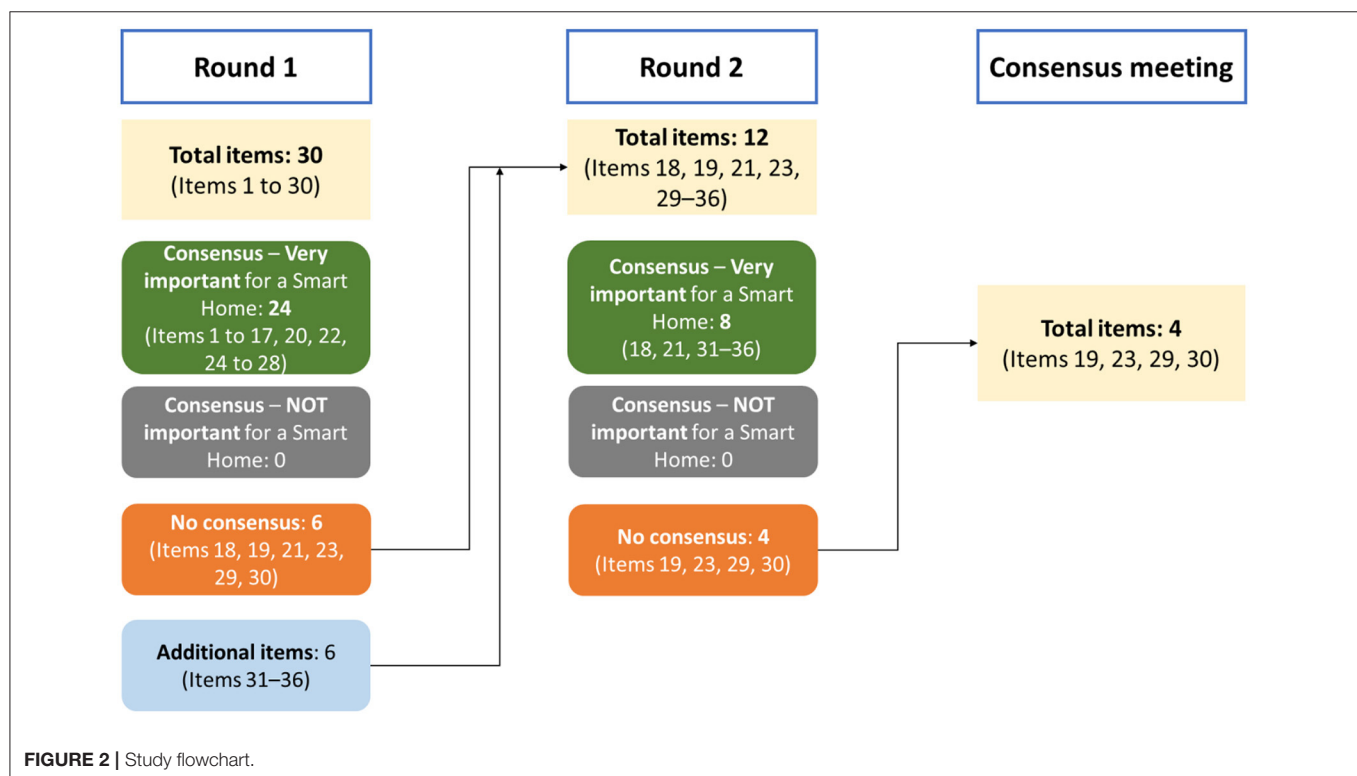 Round 1
Total items: 30
(Items 1 to 30)
Consensus – Very
important for a Smart
Home: 24
(Items 1 to 17, 20, 22,
24 to 28)
Consensus – NOT
important for a Smart
Home: 0
No consensus: 6
(Items 18, 19, 21, 23,
29, 30)
Additional items: 6
(Items 31–36)
Round 2
Total items: 12
(Items 18, 19, 21, 23,
29–36)
Consensus – Very
important for a Smart
Home: 8
(18, 21, 31–36)
Consensus – NOT
important for a Smart
Home: 0
No consensus: 4
(Items 19, 23, 29, 30)
Consensus meeting
Total items: 4
(Items 19, 23, 29, 30)
FIGURE 2 | Study flowchart.